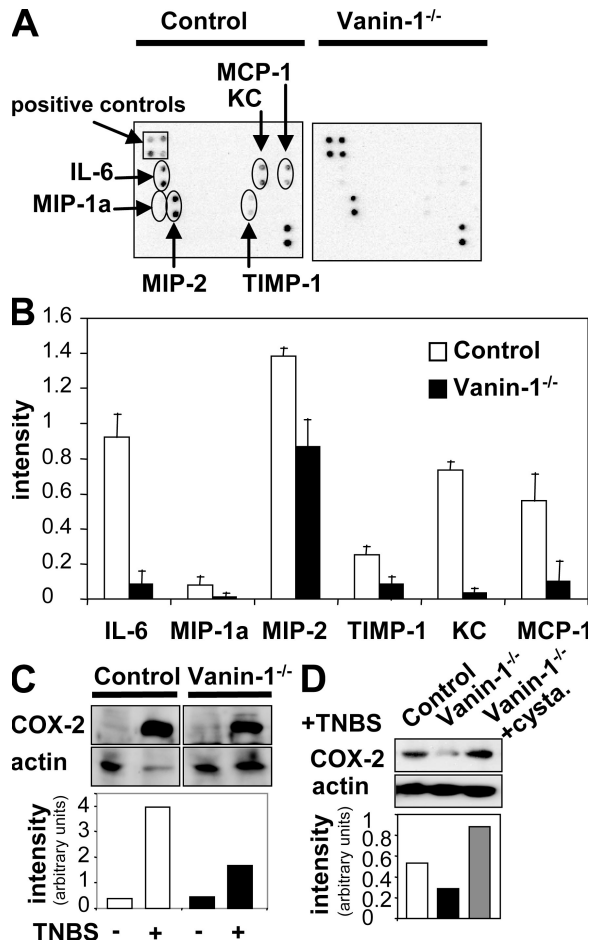 A
Control Vanin-1-/-
MCP-1
KC
positive controls
IL-6
MIP-1a
MIP-2 TIMP-1
B
1.6
1.4
1.2
1
0.8
0.6
0.4
0.2
0
intensity
Control
Vanin-1-/-
IL-6 MIP-1a MIP-2 TIMP-1 KC MCP-1
C
Control Vanin-1-/-
COX-2
actin
intensity
(arbitrary units)
4
3
2
1
0
TNBS - + - +
D
+TNBS
Control
Vanin-1-/-
Vanin-1-/-
+cysta.
COX-2
actin
intensity
(arbitrary units)
1
0.8
0.6
0.4
0.2